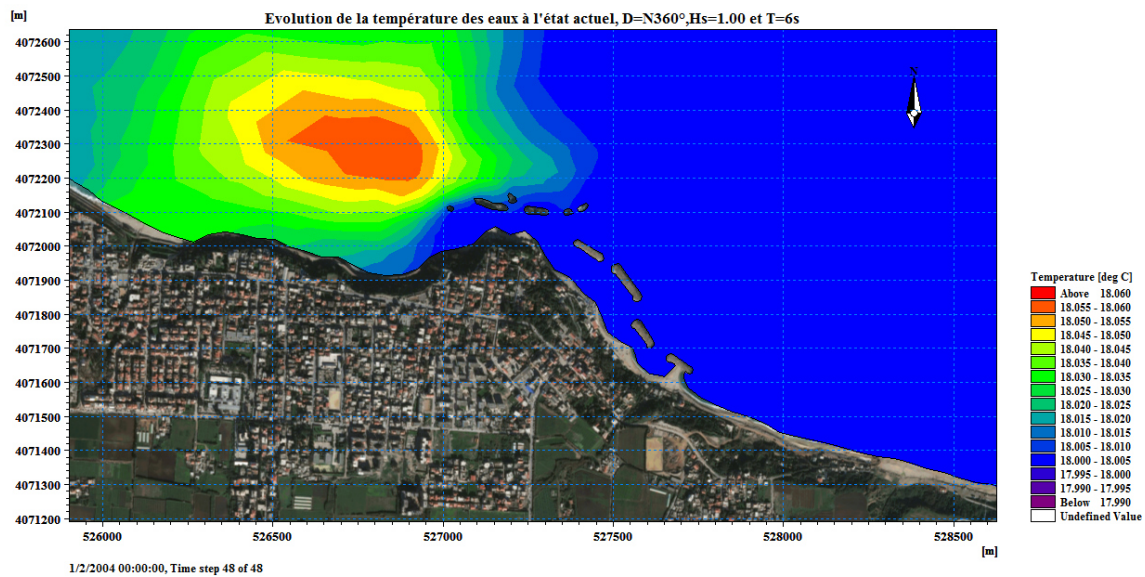 Evolution de la température des eaux à l'état actuel, D=N360°,Hs=1.00 et T=6s
[m]
4072600
4072500
4072400
4072300
4072200
4072100
4072000
4071900
4071800
4071700
4071600
4071500
4071400
4071300
4071200
N
526000 526500 527000 527500 528000 528500
[m]
Temperature [deg C]
Above 18.060
18.055 - 18.060
18.050 - 18.055
18.045 - 18.050
18.040 - 18.045
18.035 - 18.040
18.030 - 18.035
18.025 - 18.030
18.020 - 18.025
18.015 - 18.020
18.010 - 18.015
18.005 - 18.010
18.000 - 18.005
17.995 - 18.000
17.990 - 17.995
Below 17.990
Undefined Value
1/2/2004 00:00:00, Time step 48 of 48